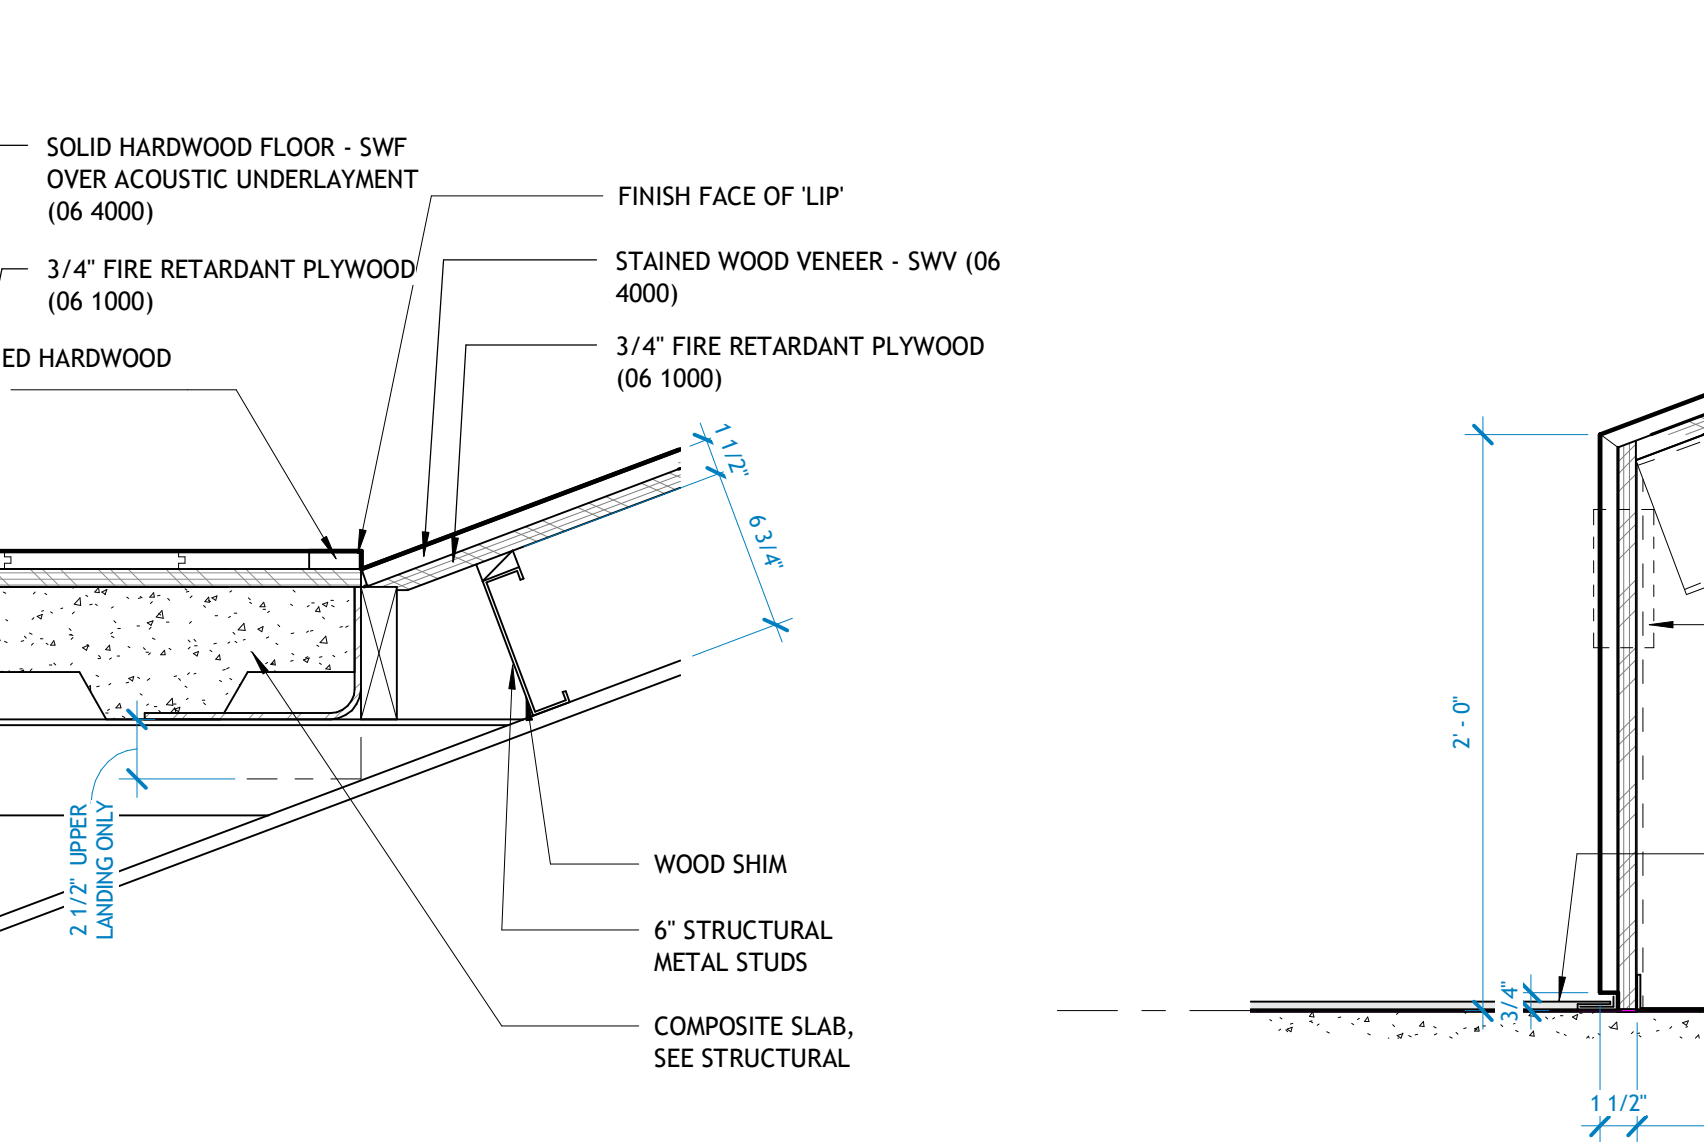 SOLID HARDWOOD FLOOR - SWF
OVER ACOUSTIC UNDERLAYMENT
(06 4000)
3/4" FIRE RETARDANT PLYWOOD
(06 1000)
ED HARDWOOD
FINISH FACE OF 'LIP'
STAINED WOOD VENEER - SWV (06
4000)
3/4" FIRE RETARDANT PLYWOOD
(06 1000)
1 1/2"
6 3/4"
2 1/2" UPPER
LANDING ONLY
WOOD SHIM
6" STRUCTURAL
METAL STUDS
COMPOSITE SLAB,
SEE STRUCTURAL
2' - 0"
3/4"
1 1/2"